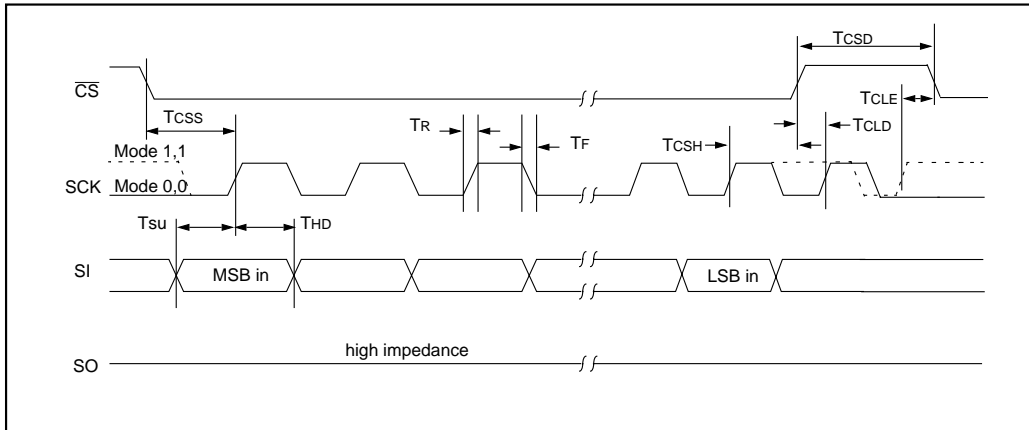 TCSD
CS
TCSS
TR
TF
TCSH
TCLE
TCLD
Mode 1,1
SCK
Mode 0,0
Tsu
THD
SI
MSB in
LSB in
high impedance
SO